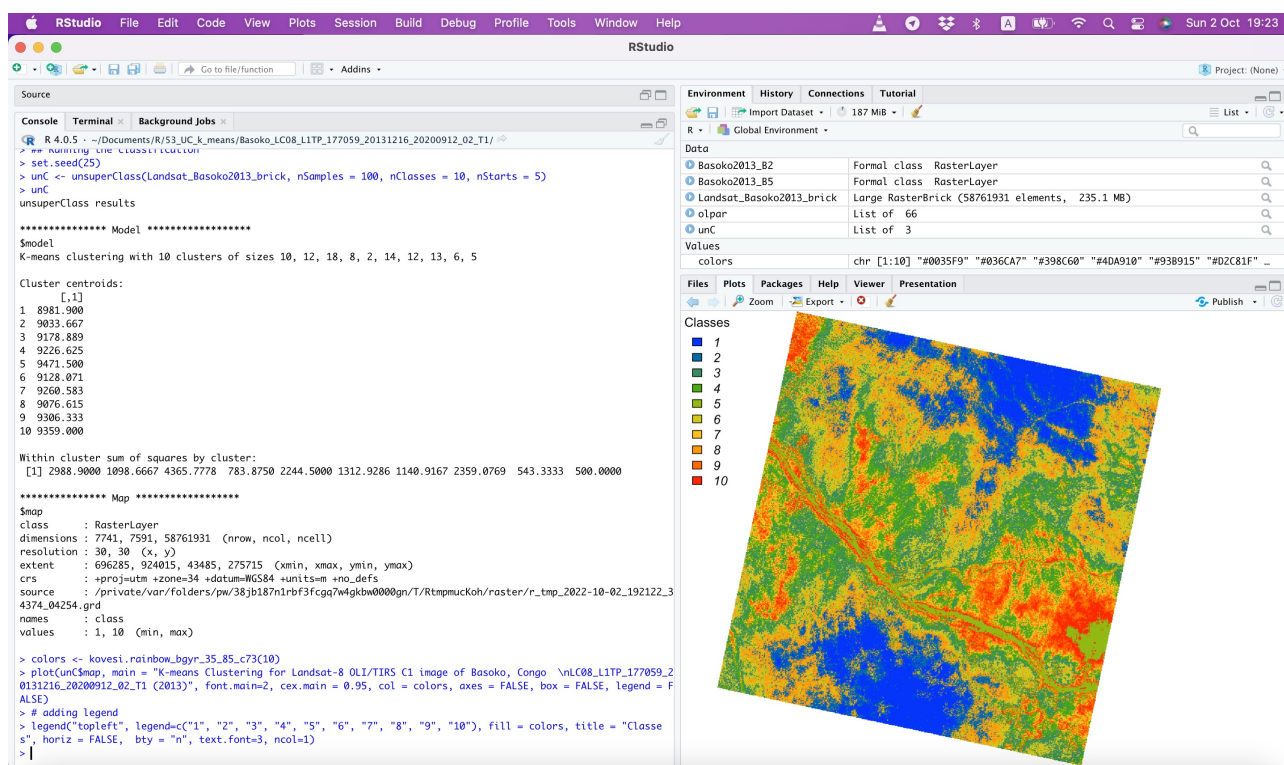 RStudio File Edit Code View Plots Session Build Debug Profile Tools Window Help
A
Sun 2 Oct 19:23
RStudio
Go to file/function
Addins
Project: (None)
Source
Console Terminal Background Jobs
R 4.0.5 · ~/Documents/R/53_UC_k_means/Basoko_LC08_L1TP_177059_20131216_20200912_02_T1/
> ## Running the classification
> set.seed(25)
> unC <- unsuperClass(Landsat_Basoko2013_brick, nSamples = 100, nClasses = 10, nStarts = 5)
> unC
unsuperClass results
*************** Model ******************
$model
K-means clustering with 10 clusters of sizes 10, 12, 18, 8, 2, 14, 12, 13, 6, 5
Cluster centroids:
[,1]
1 8981.900
2 9033.667
3 9178.889
4 9226.625
5 9471.500
6 9128.071
7 9260.583
8 9076.615
9 9306.333
10 9359.000
Within cluster sum of squares by cluster:
[1] 2988.9000 1098.6667 4365.7778 783.8750 2244.5000 1312.9286 1140.9167 2359.0769 543.3333 500.0000
*************** Map ******************
$map
class : RasterLayer
dimensions : 7741, 7591, 58761931 (nrow, ncol, ncell)
resolution : 30, 30 (x, y)
extent : 696285, 924015, 43485, 275715 (xmin, xmax, ymin, ymax)
crs : +proj=utm +zone=34 +datum=WGS84 +units=m +no_defs
source : /private/var/folders/pw/38jb187n1rbf3fcgq7w4gkbw0000gn/T/RtmpmucKoh/raster/r_tmp_2022-10-02_192122_3
4374_04254.grd
names : class
values : 1, 10 (min, max)
> colors <- kovesi.rainbow_bgyr_35_85_c73(10)
> plot(unC$map, main = "K-means Clustering for Landsat-8 OLI/TIRS C1 image of Basoko, Congo \nLC08_L1TP_177059_2
0131216_20200912_02_T1 (2013)", font.main=2, cex.main = 0.95, col = colors, axes = FALSE, box = FALSE, legend = F
ALSE)
> # adding legend
> legend("topleft", legend=c("1", "2", "3", "4", "5", "6", "7", "8", "9", "10"), fill = colors, title = "Classe
s", horiz = FALSE, bty = "n", text.font=3, ncol=1)
>
Environment History Connections Tutorial
Import Dataset 187 MiB List
R Global Environment
Data
Basoko2013_B2 Formal class RasterLayer
Basoko2013_B5 Formal class RasterLayer
Landsat_Basoko2013_brick Large RasterBrick (58761931 elements, 235.1 MB)
olpar List of 66
unC List of 3
Values
colors chr [1:10] "#0035F9" "#036CA7" "#398C60" "#4DA910" "#93B915" "#D2C81F" …
Files Plots Packages Help Viewer Presentation
Zoom Export Publish
Classes
1
2
3
4
5
6
7
8
9
10